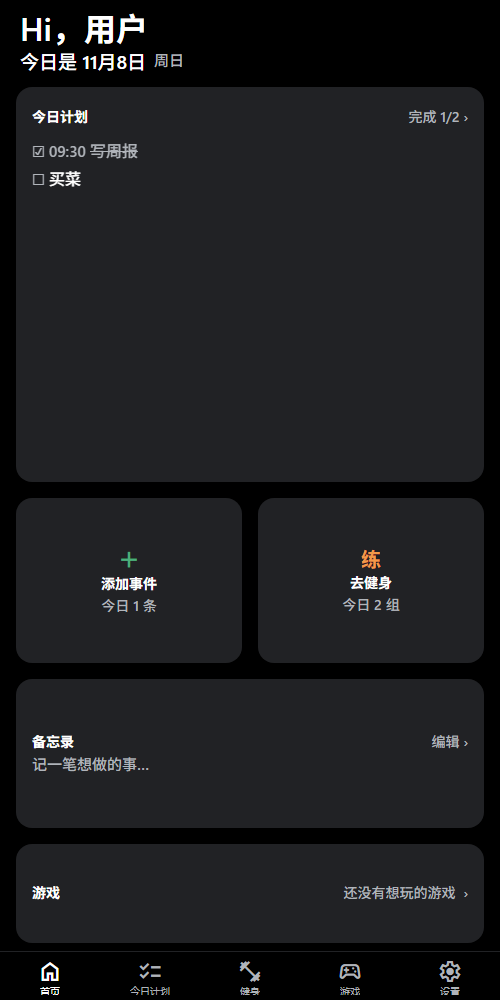 Hi，用户
今日是 11月8日 周日
今日计划 完成 1/2 ›
☑ 09:30 写周报
☐ 买菜
+
添加事件
今日 1 条
练
去健身
今日 2 组
备忘录 编辑 ›
记一笔想做的事...
游戏 还没有想玩的游戏 ›
首页 今日计划 健身 游戏 设置